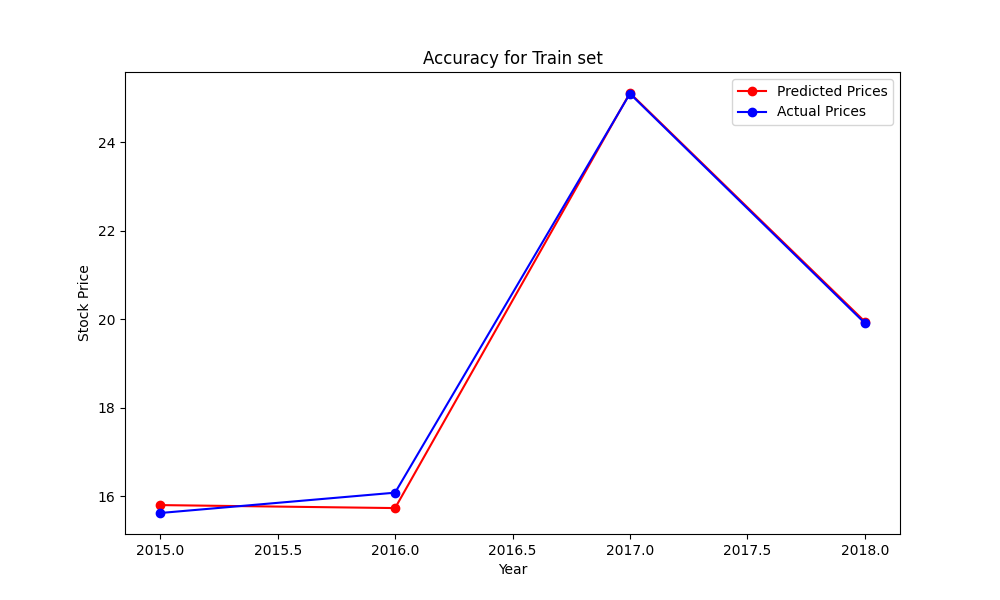 Accuracy for Train set
Predicted Prices
Actual Prices
Stock Price
24
22
20
18
16
2015.0 2015.5 2016.0 2016.5 2017.0 2017.5 2018.0
Year